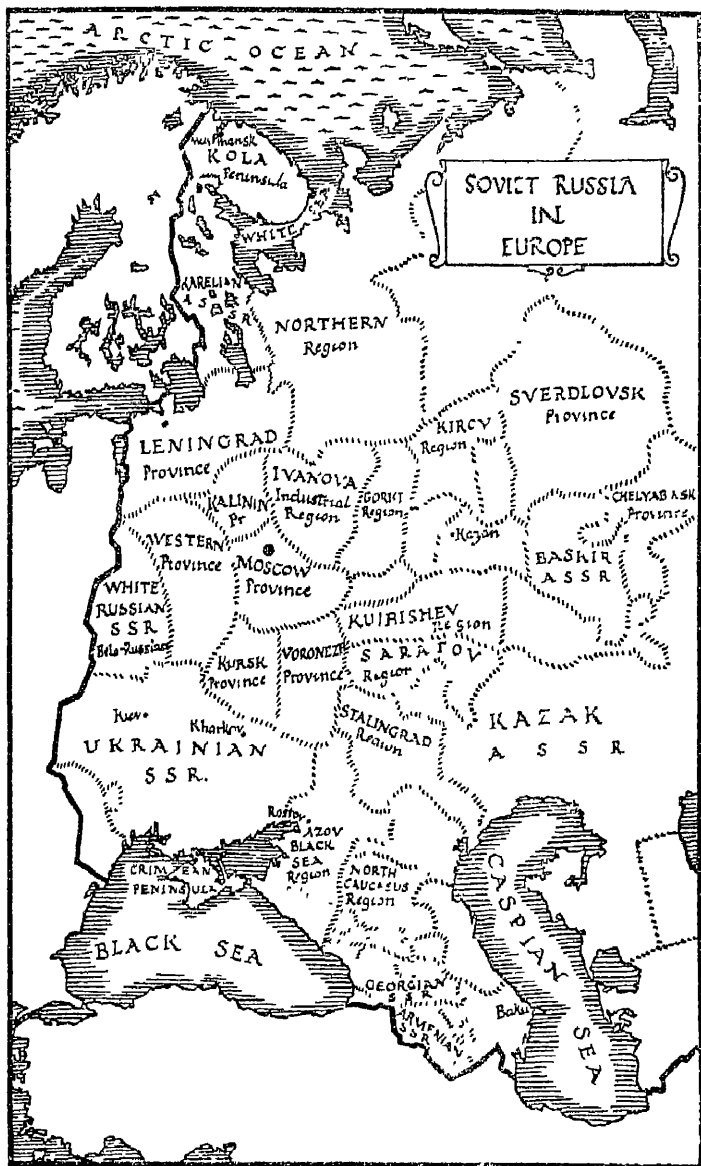 ARCTIC OCEAN
SOVIET RUSSIA
IN
EUROPE
KOLA
Peninsula
WHITE
KARELIAN
A S S R
NORTHERN
Region
SVERDLOVSK
Province
KIROV
Region
LENINGRAD
Province
IVANOVA
Industrial
Region
GORKI
Region
KALININ
Pr
CHELYABASK
Province
Kazan
WESTERN
Province
MOSCOW
Province
BASKIR
ASSR
WHITE
RUSSIAN
SSR
Belo-Russian
KUIBISHEV
Region
KURSK
Province
VORONEZH
Province
SARATOV
Region
STALINGRAD
Region
KAZAK
A S S R
Kiev
Kharkov
UKRAINIAN
SSR.
Rostov
AZOV
BLACK
SEA
Region
NORTH
CAUCASUS
Region
CRIMEAN
PENINSULA
BLACK SEA
CASPIAN SEA
GEORGIAN
S S R
ARMENIAN
SSR
Baku